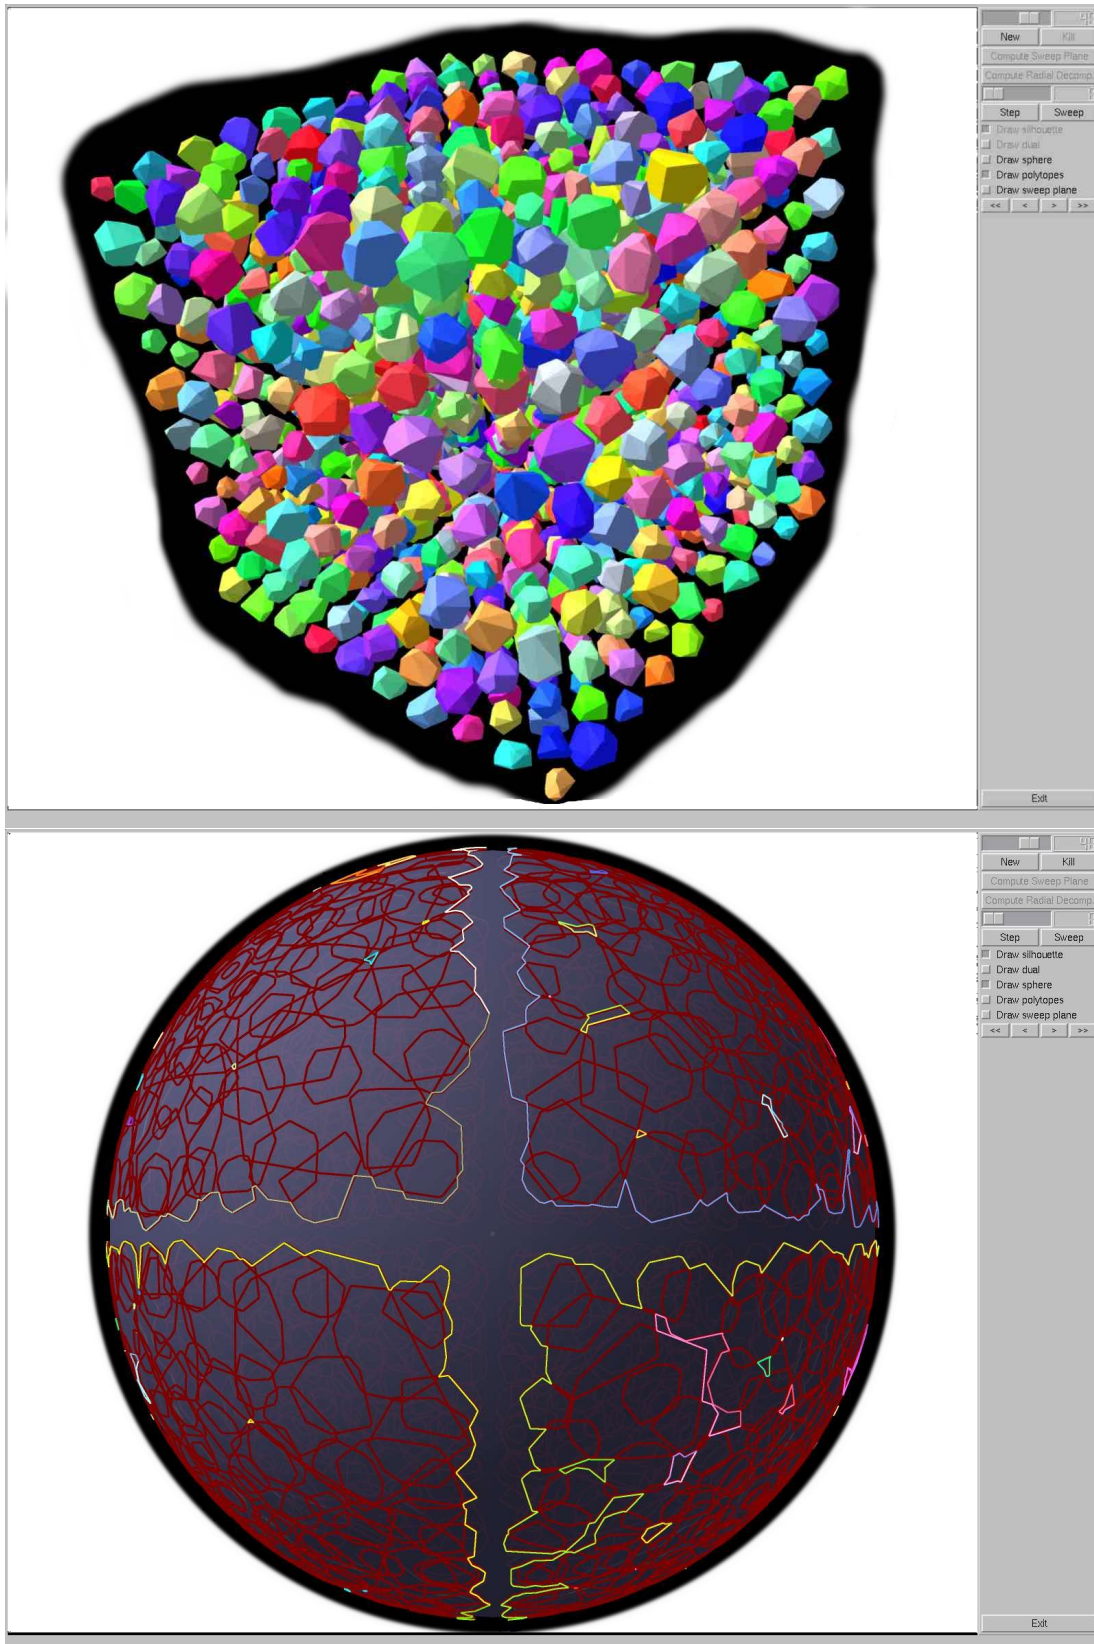 New Kill
Compute Sweep Plane
Compute Radial Decomp.
Step Sweep
Draw silhouette
Draw dual
Draw sphere
Draw polytopes
Draw sweep plane
<< < > >>
Exit
New Kill
Compute Sweep Plane
Compute Radial Decomp.
Step Sweep
Draw silhouette
Draw dual
Draw sphere
Draw polytopes
Draw sweep plane
<< < > >>
Exit